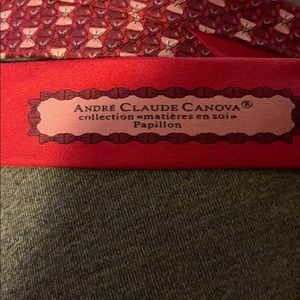 ANDRÉ CLAUDE CANOVA®
collection «matières en soi»
Papillon